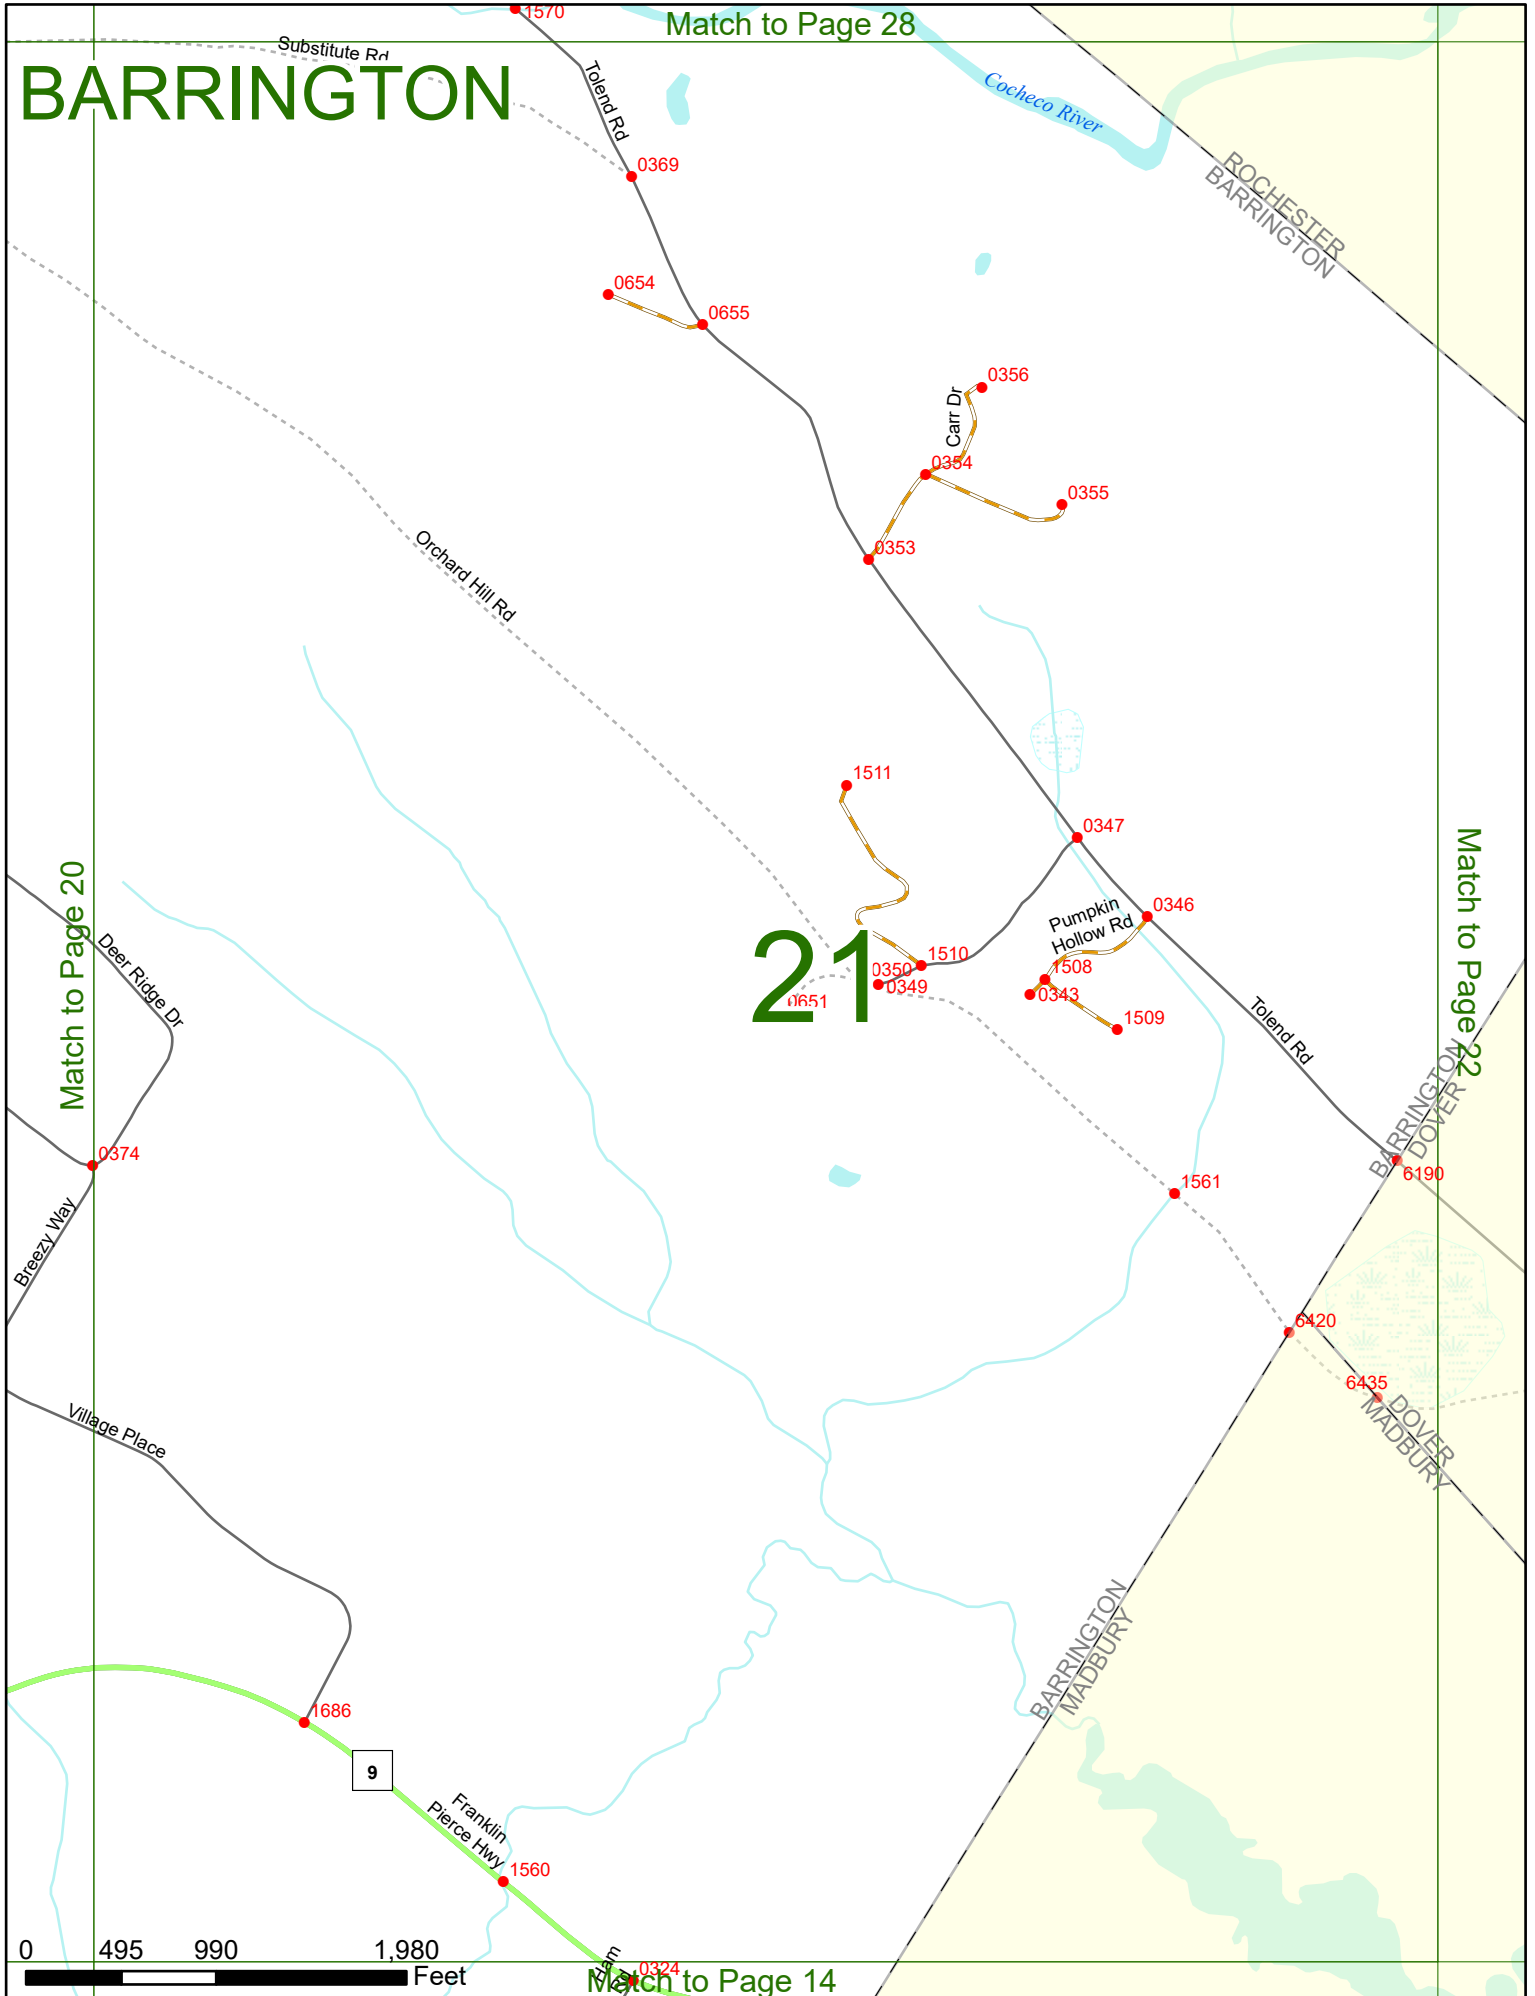 1570
Match to Page 28
Substitute Rd
BARRINGTON
Tolend Rd
Cocheco River
0369
ROCHESTER
BARRINGTON
0654
0655
0356
Carr Dr
0354
0355
0353
Orchard Hill Rd
1511
0347
Match to Page 20
Match to Page 22
0346
Pumpkin
Hollow Rd
Deer Ridge Dr
21
1510
0350
0349
0651
1508
0343
1509
Tolend Rd
BARRINGTON
DOVER
0374
6190
1561
Breezy Way
6420
6435
DOVER
MADBURY
Village Place
BARRINGTON
MADBURY
1686
9
Franklin
Pierce Hwy
1560
0 495 990 1,980
Feet
Ham
Rd
0324
Match to Page 14